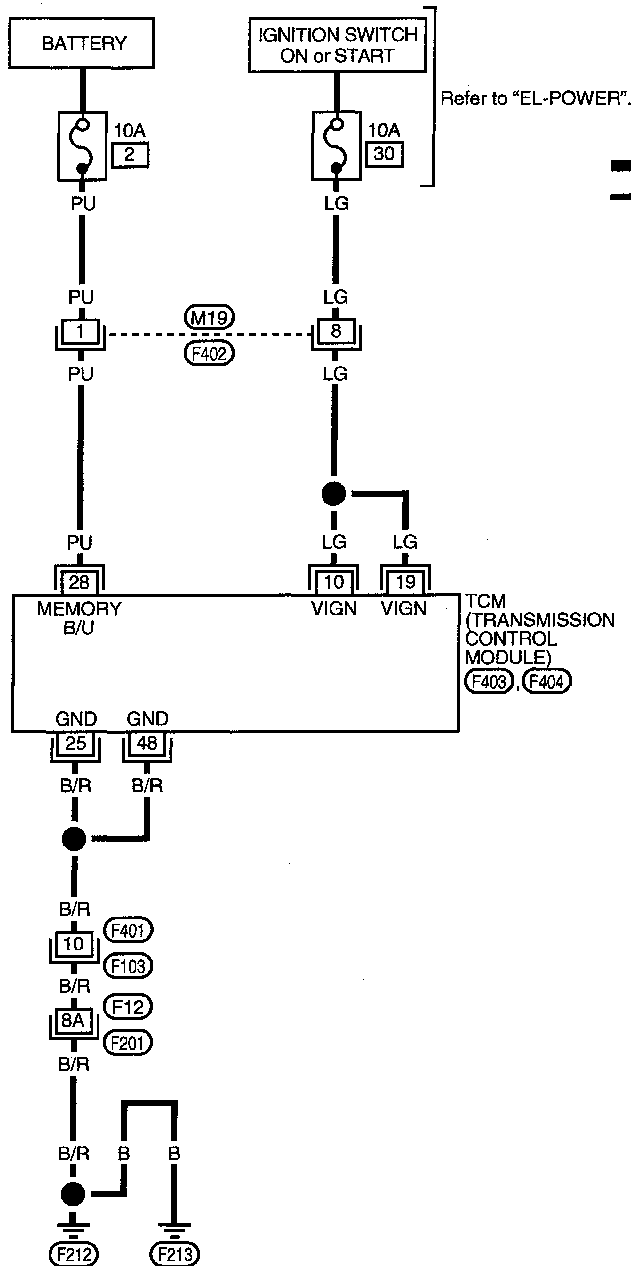 BATTERY
IGNITION SWITCH
ON or START
Refer to "EL-POWER".
10A
2
10A
30
PU
LG
PU
LG
1
M19
8
F402
PU
LG
PU
LG
LG
28
10
19
MEMORY
B/U
VIGN
VIGN
TCM
(TRANSMISSION
CONTROL
MODULE)
F403, F404
GND
GND
25
48
B/R
B/R
B/R
10
F401
F103
B/R
8A
F12
F201
B/R
B/R
B
B
F212
F213